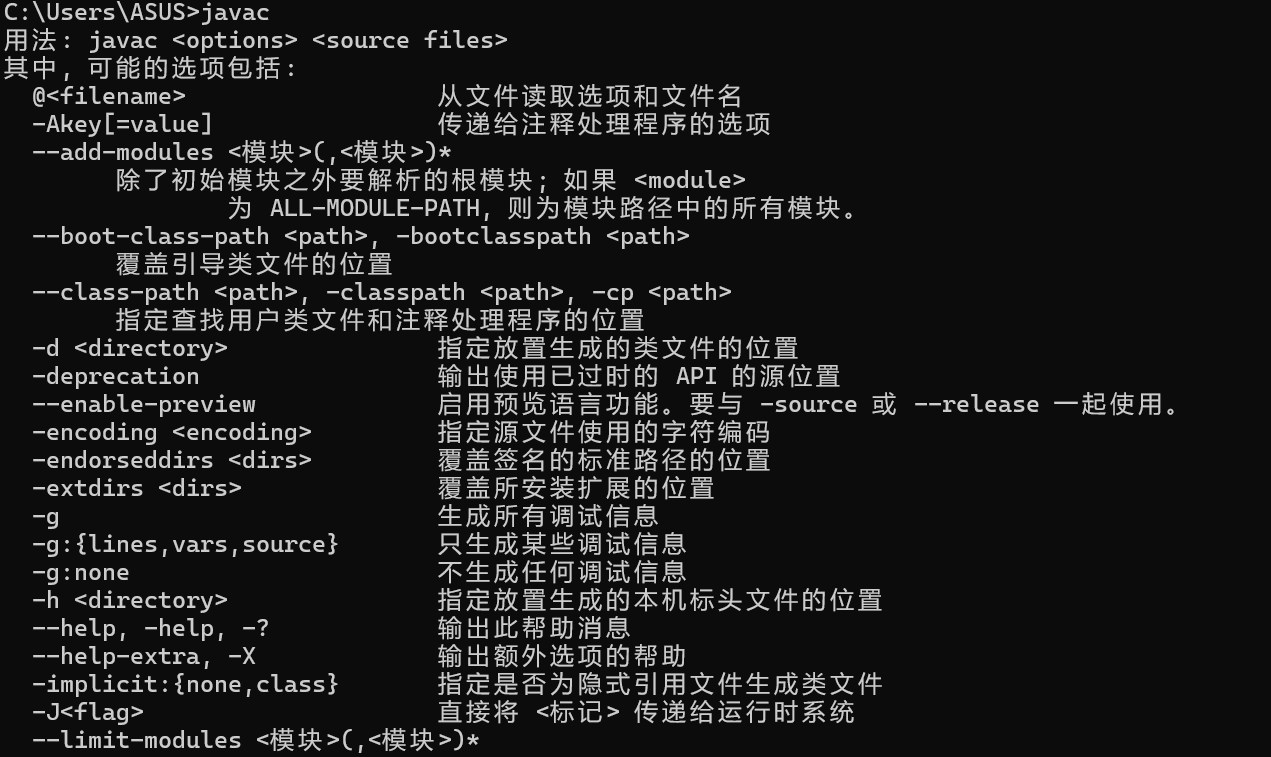 C:\Users\ASUS>javac
用法: javac <options> <source files>
其中, 可能的选项包括:
  @<filename>                  从文件读取选项和文件名
  -Akey[=value]                传递给注释处理程序的选项
  --add-modules <模块>(,<模块>)*
        除了初始模块之外要解析的根模块; 如果 <module>
                为 ALL-MODULE-PATH, 则为模块路径中的所有模块。
  --boot-class-path <path>, -bootclasspath <path>
        覆盖引导类文件的位置
  --class-path <path>, -classpath <path>, -cp <path>
        指定查找用户类文件和注释处理程序的位置
  -d <directory>               指定放置生成的类文件的位置
  -deprecation                 输出使用已过时的 API 的源位置
  --enable-preview             启用预览语言功能。要与 -source 或 --release 一起使用。
  -encoding <encoding>         指定源文件使用的字符编码
  -endorseddirs <dirs>         覆盖签名的标准路径的位置
  -extdirs <dirs>              覆盖所安装扩展的位置
  -g                           生成所有调试信息
  -g:{lines,vars,source}       只生成某些调试信息
  -g:none                      不生成任何调试信息
  -h <directory>               指定放置生成的本机标头文件的位置
  --help, -help, -?            输出此帮助消息
  --help-extra, -X             输出额外选项的帮助
  -implicit:{none,class}       指定是否为隐式引用文件生成类文件
  -J<flag>                     直接将 <标记> 传递给运行时系统
  --limit-modules <模块>(,<模块>)*